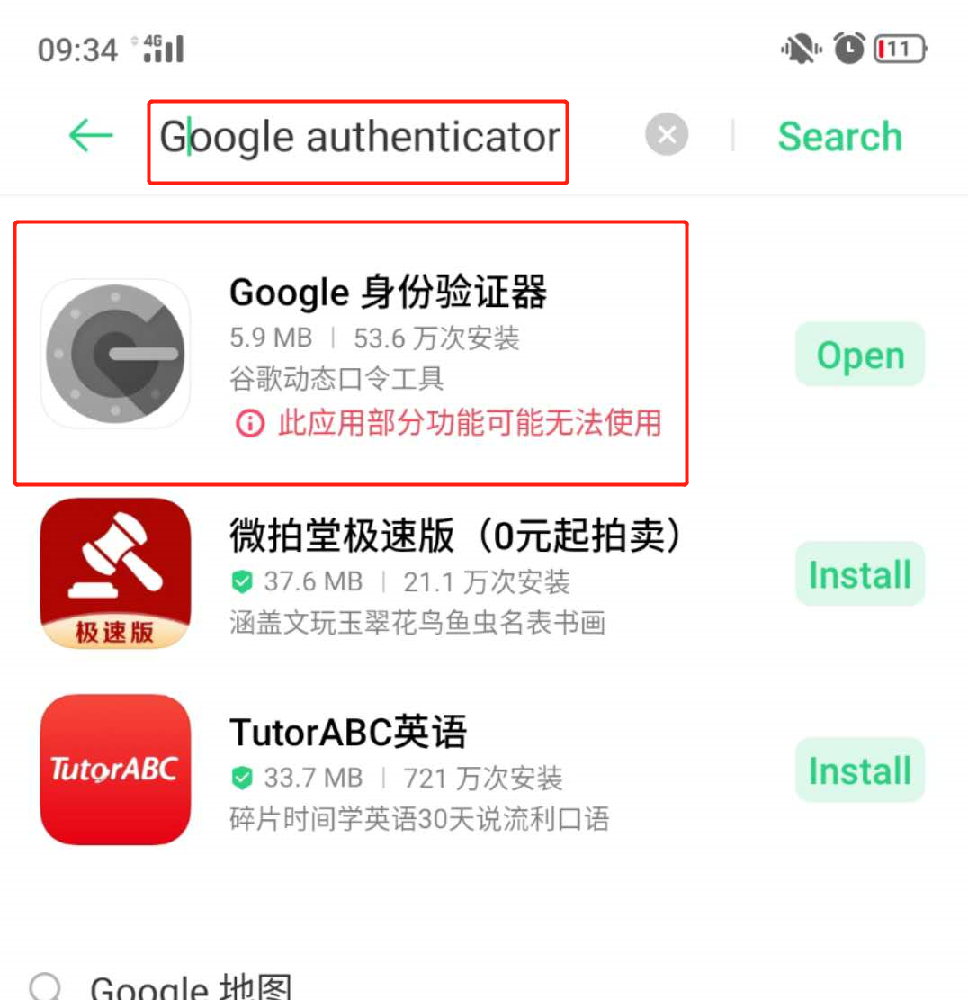 09:34 4G 11
Google authenticator Search
Google 身份验证器
5.9 MB | 53.6 万次安装
谷歌动态口令工具
Open
此应用部分功能可能无法使用
微拍堂极速版（0元起拍卖）
37.6 MB | 21.1 万次安装
Install
涵盖文玩玉翠花鸟鱼虫名表书画
极速版
TutorABC英语
TutorABC
33.7 MB | 721 万次安装
Install
碎片时间学英语30天说流利口语
Google 地图